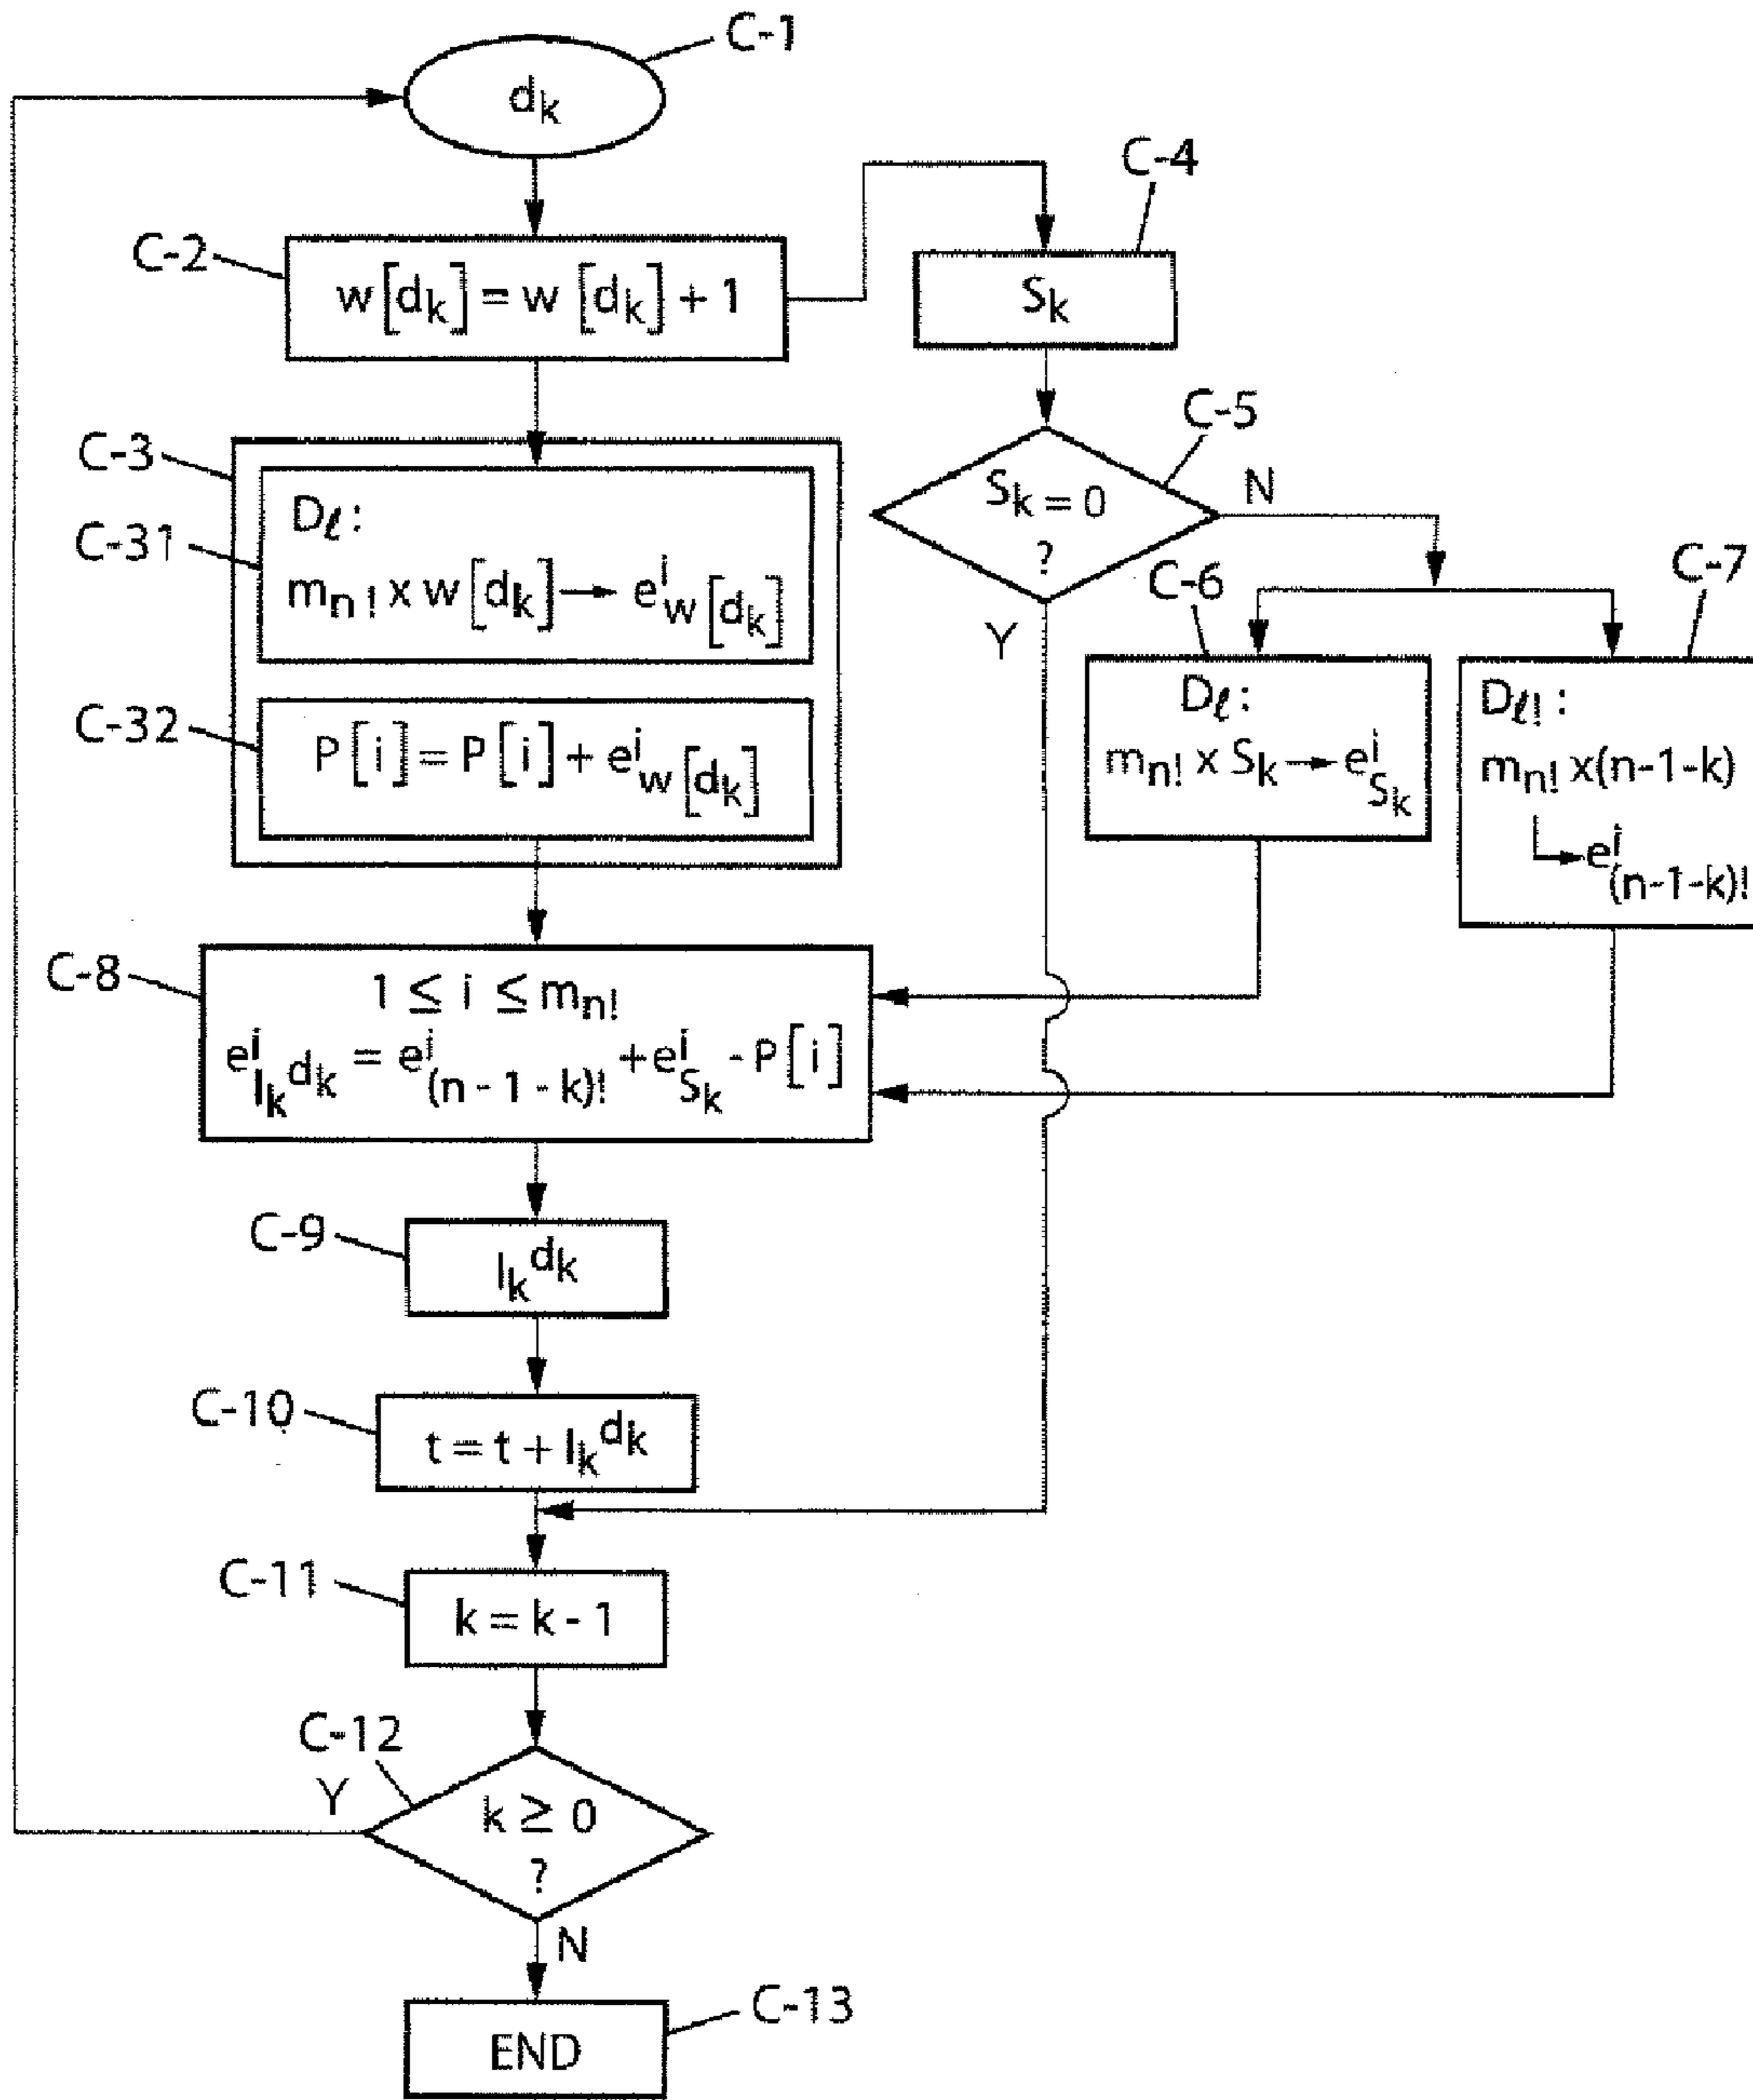 C-1
d_k
C-2
w[d_k] = w [d_k] + 1
C-4
S_k
C-5
S_k = 0
?
N
Y
C-3
C-31
D_ℓ :
m_n! x w[d_k] → e^i_w[d_k]
C-32
P[i] = P[i] + e^i_w[d_k]
C-6
D_ℓ :
m_n! x S_k → e^i_S_k
C-7
D_ℓ! :
m_n! x(n-1-k)
→ e^i_(n-1-k)!
C-8
1 ≤ i ≤ m_n!
e^i_I_k^d_k = e^i_(n - 1 - k)! + e^i_S_k - P[i]
C-9
I_k^d_k
C-10
t = t + I_k^d_k
C-11
k = k - 1
C-12
Y
k ≥ 0
?
N
C-13
END